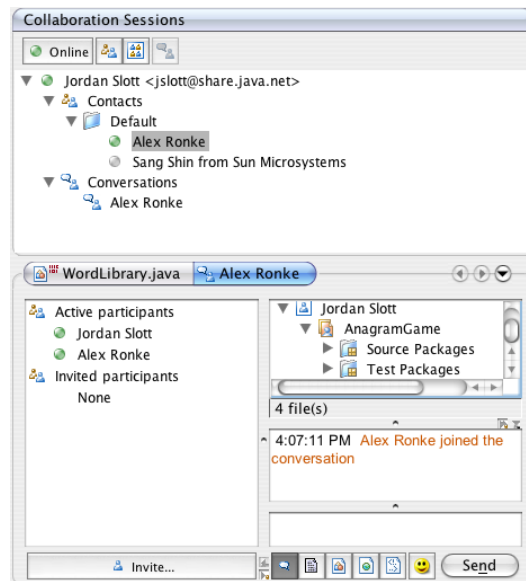 Collaboration Sessions
Online
Jordan Slott <jslott@share.java.net>
Contacts
Default
Alex Ronke
Sang Shin from Sun Microsystems
Conversations
Alex Ronke
WordLibrary.java
Alex Ronke
Active participants
Jordan Slott
Alex Ronke
Invited participants
None
Invite...
Jordan Slott
AnagramGame
Source Packages
Test Packages
4 file(s)
4:07:11 PM Alex Ronke joined the
conversation
Send